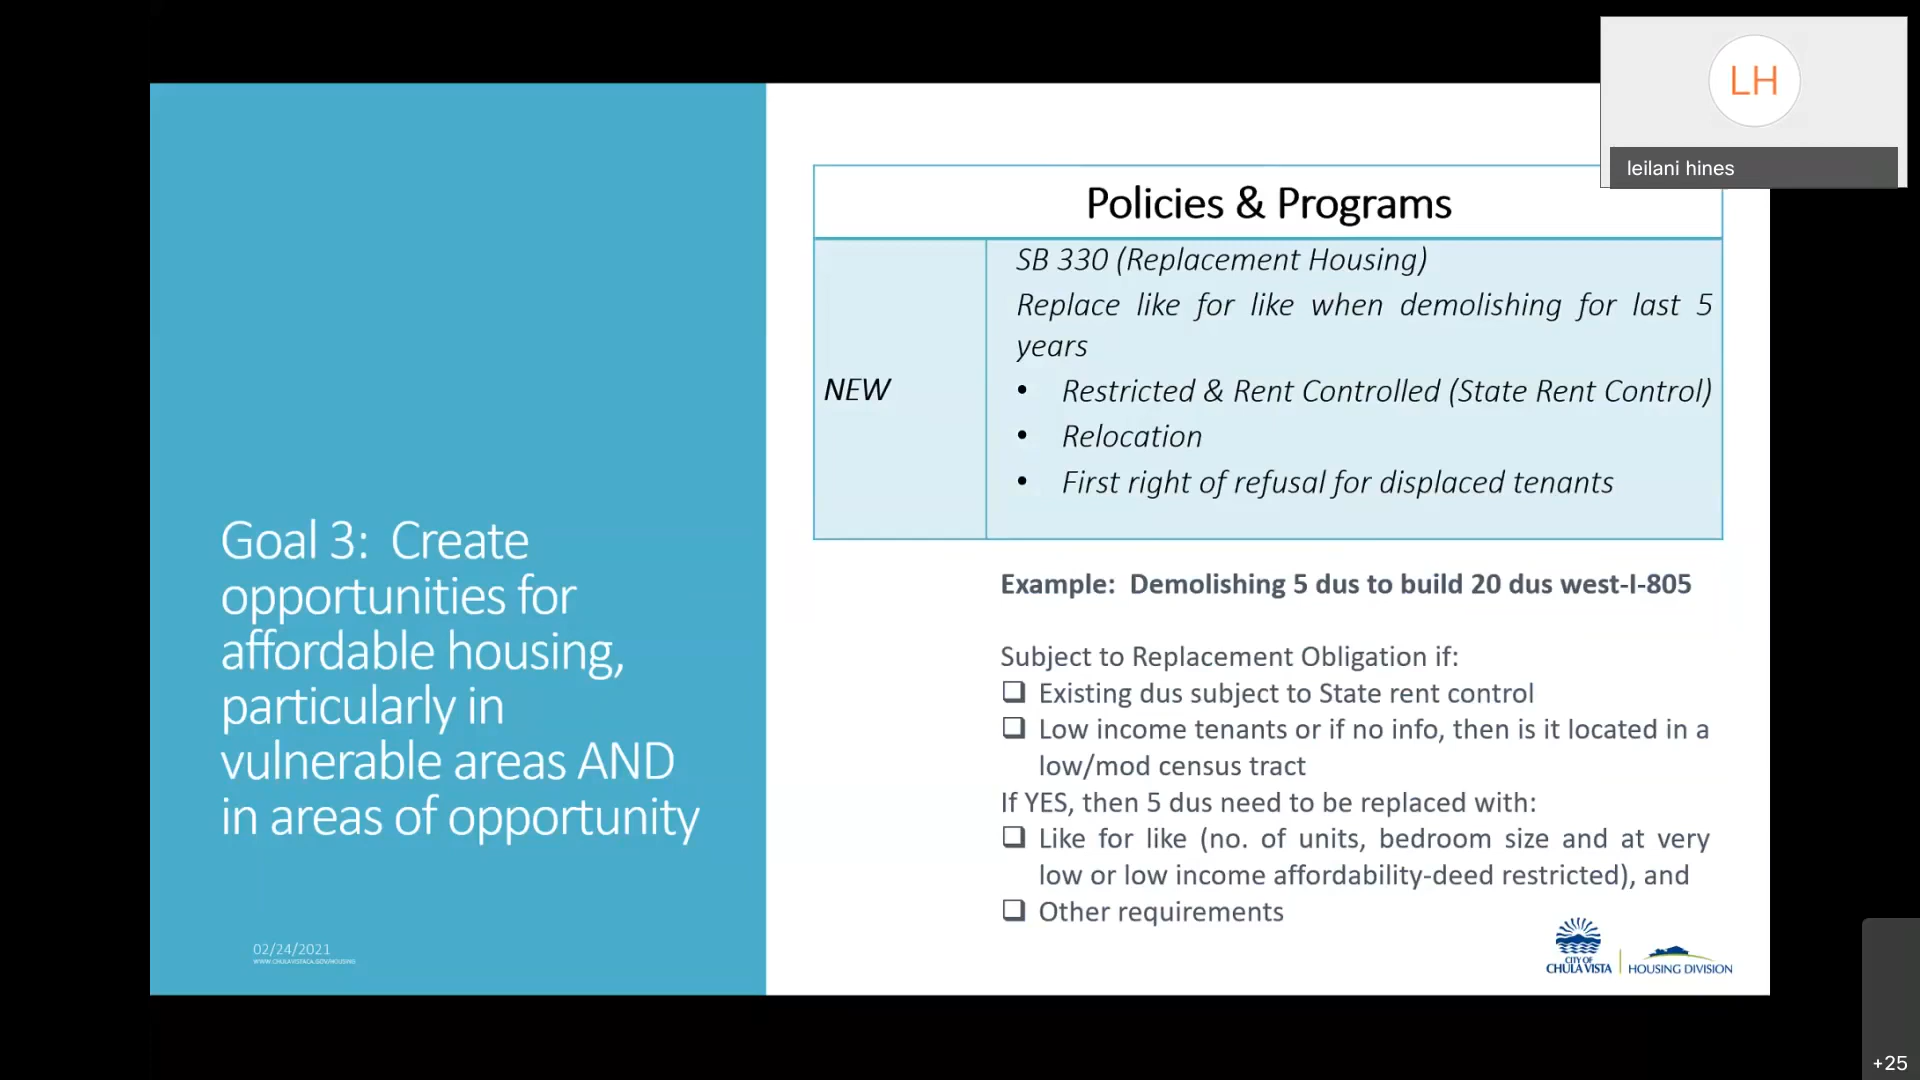 LH
leilani hines
Policies & Programs
NEW
SB 330 (Replacement Housing)
Replace like for like when demolishing for last 5
years
• Restricted & Rent Controlled (State Rent Control)
• Relocation
• First right of refusal for displaced tenants
Goal 3: Create
opportunities for
affordable housing,
particularly in
vulnerable areas AND
in areas of opportunity
Example: Demolishing 5 dus to build 20 dus west-I-805
Subject to Replacement Obligation if:
❑ Existing dus subject to State rent control
❑ Low income tenants or if no info, then is it located in a
low/mod census tract
If YES, then 5 dus need to be replaced with:
❑ Like for like (no. of units, bedroom size and at very
low or low income affordability-deed restricted), and
❑ Other requirements
02/24/2021
WWW.CHULAVISTACA.GOV/HOUSING
CITY OF
CHULA VISTA
HOUSING DIVISION
+25